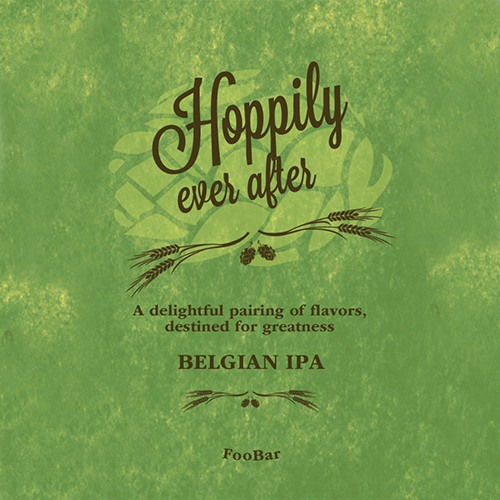 Hoppily
ever after
A delightful pairing of flavors,
destined for greatness
BELGIAN IPA
FooBar